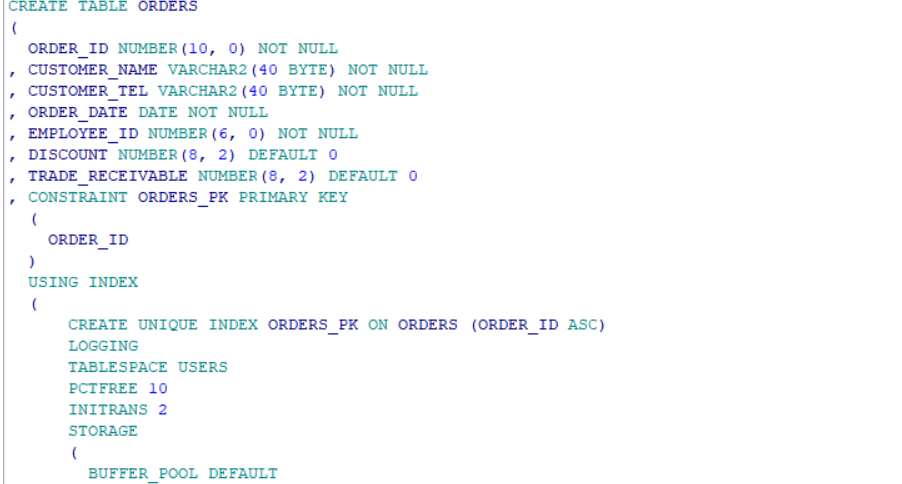 CREATE TABLE ORDERS
(
ORDER_ID NUMBER(10, 0) NOT NULL
, CUSTOMER_NAME VARCHAR2(40 BYTE) NOT NULL
, CUSTOMER_TEL VARCHAR2(40 BYTE) NOT NULL
, ORDER_DATE DATE NOT NULL
, EMPLOYEE_ID NUMBER(6, 0) NOT NULL
, DISCOUNT NUMBER(8, 2) DEFAULT 0
, TRADE_RECEIVABLE NUMBER(8, 2) DEFAULT 0
, CONSTRAINT ORDERS_PK PRIMARY KEY
(
ORDER_ID
)
USING INDEX
(
CREATE UNIQUE INDEX ORDERS_PK ON ORDERS (ORDER_ID ASC)
LOGGING
TABLESPACE USERS
PCTFREE 10
INITRANS 2
STORAGE
(
BUFFER_POOL DEFAULT